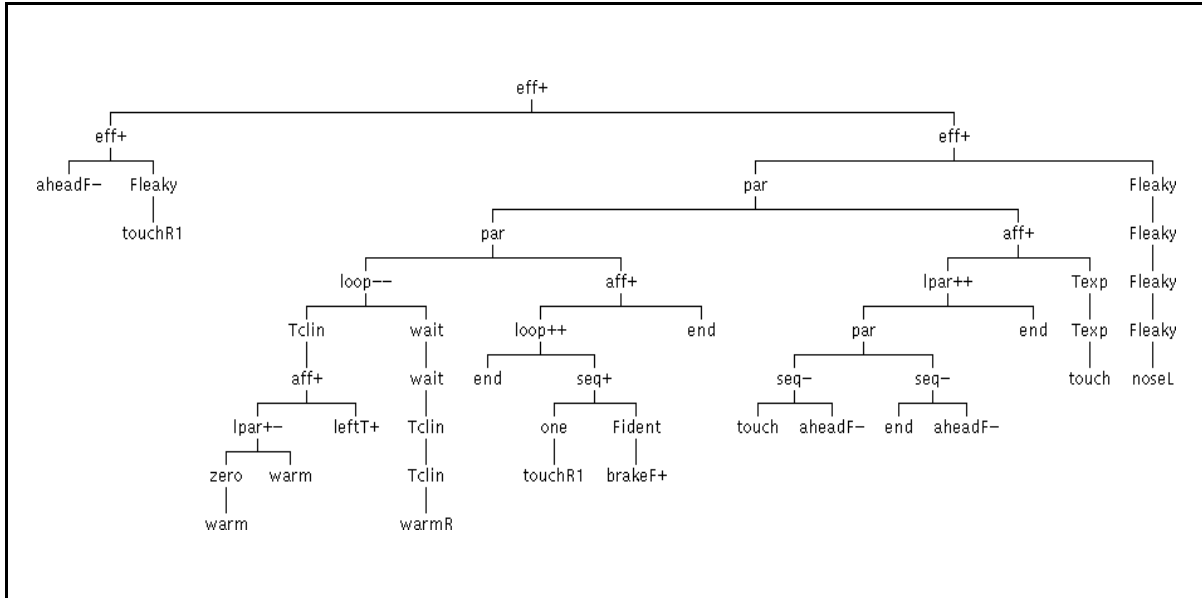 eff+
eff+ eff+
aheadF− Fleaky par Fleaky
touchR1 par aff+ Fleaky
loop−− aff+ lpar++ Texp Fleaky
Tclin wait loop++ end par end Texp Fleaky
aff+ wait end seq+ seq− seq− touch noseL
lpar+− leftT+ Tclin one Fident touch aheadF− end aheadF−
zero warm Tclin touchR1 brakeF+
warm warmR